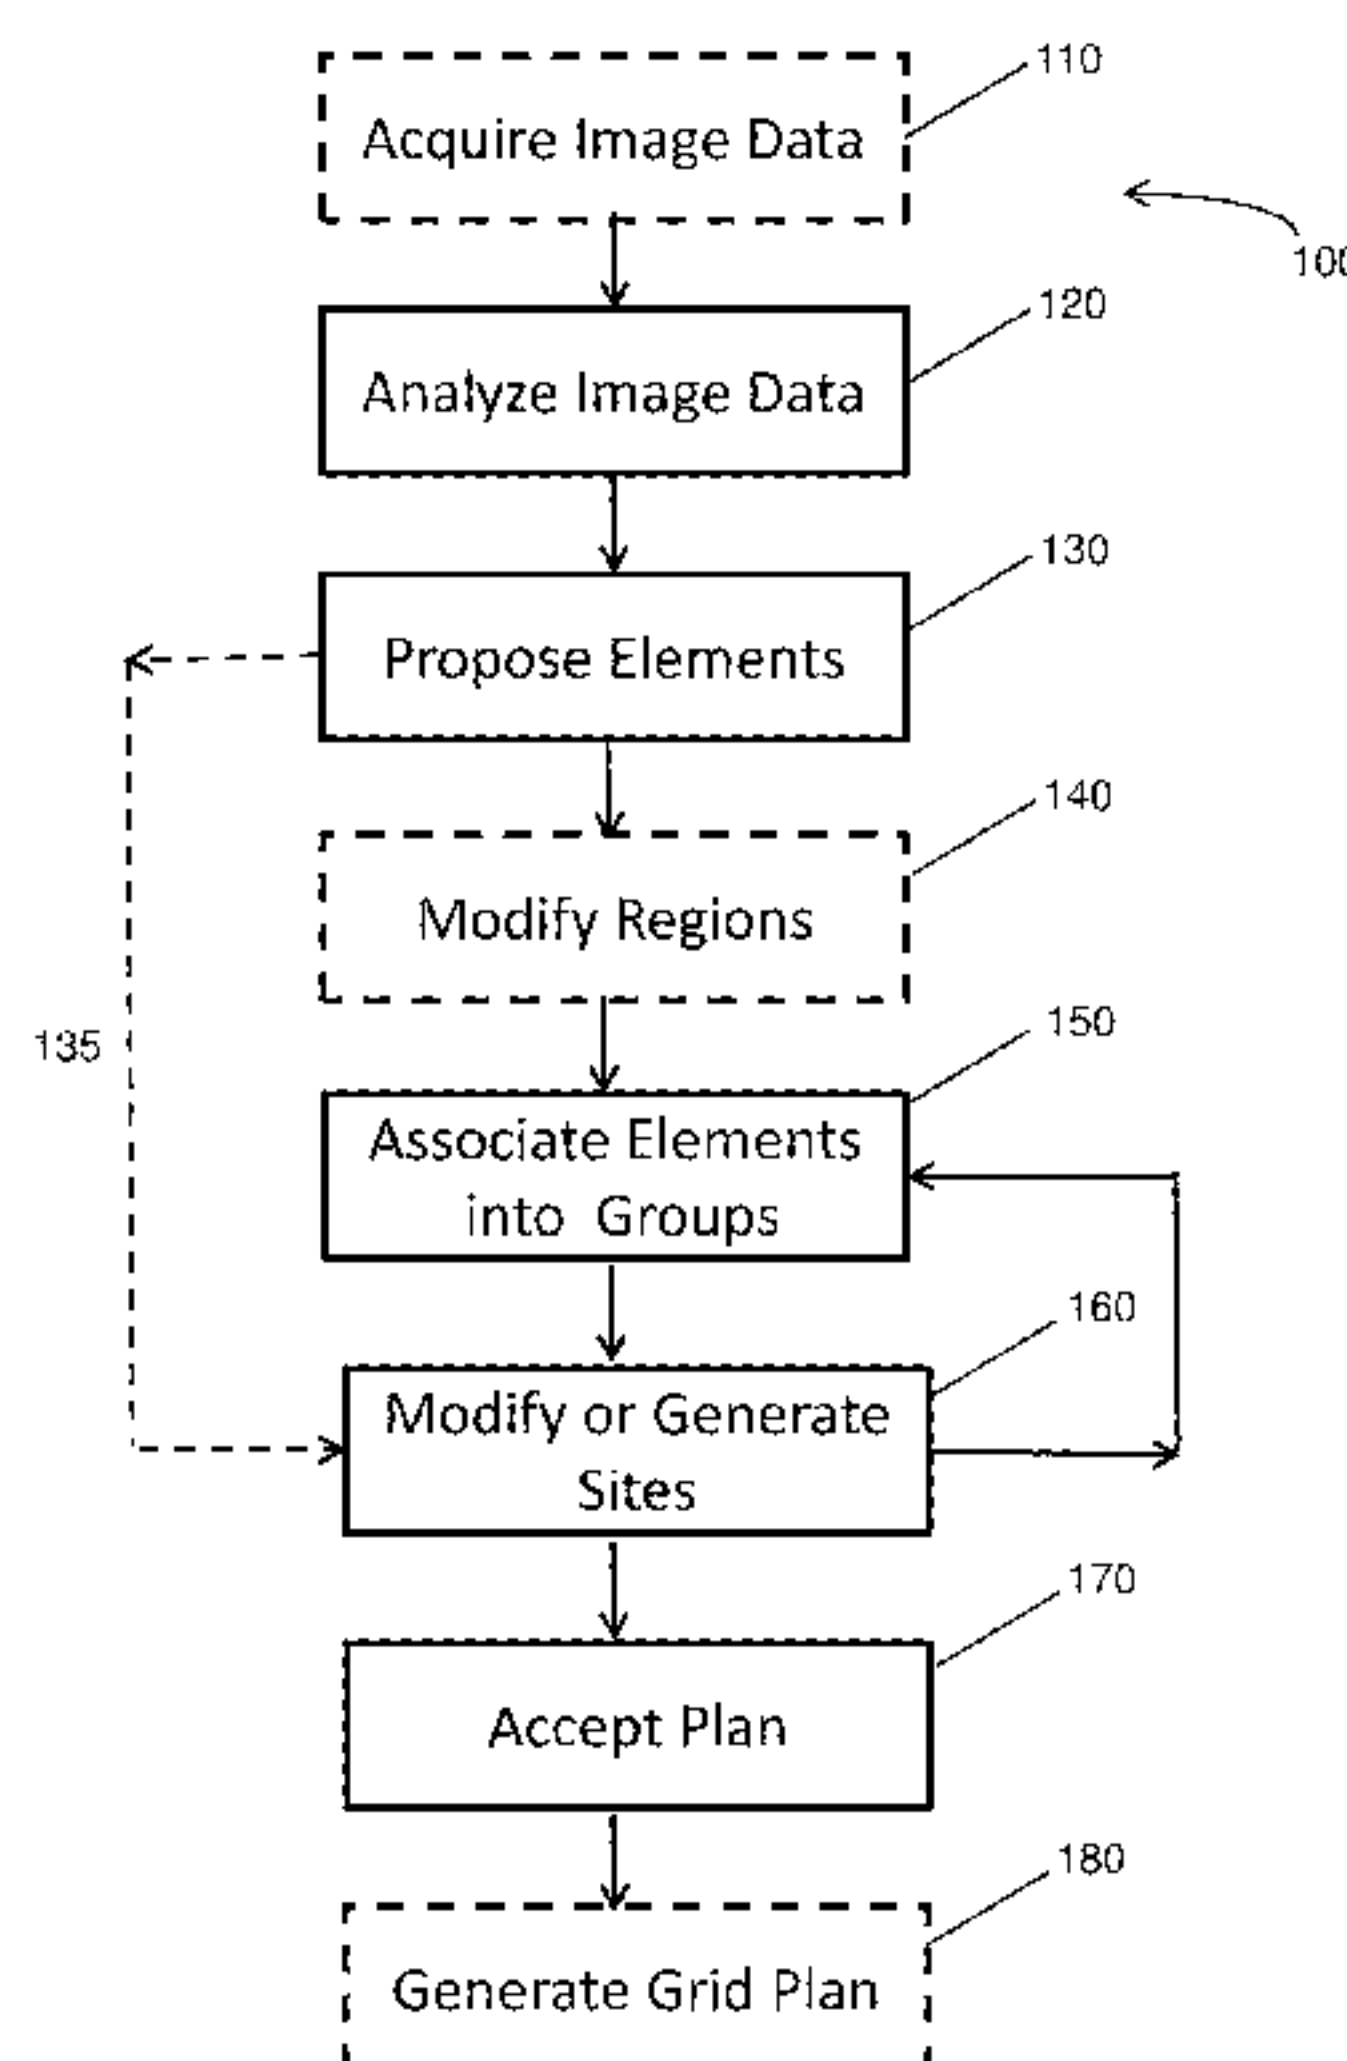 110
Acquire Image Data
100
120
Analyze Image Data
130
Propose Elements
140
Modify Regions
135
150
Associate Elements
into Groups
160
Modify or Generate
Sites
170
Accept Plan
180
Generate Grid Plan